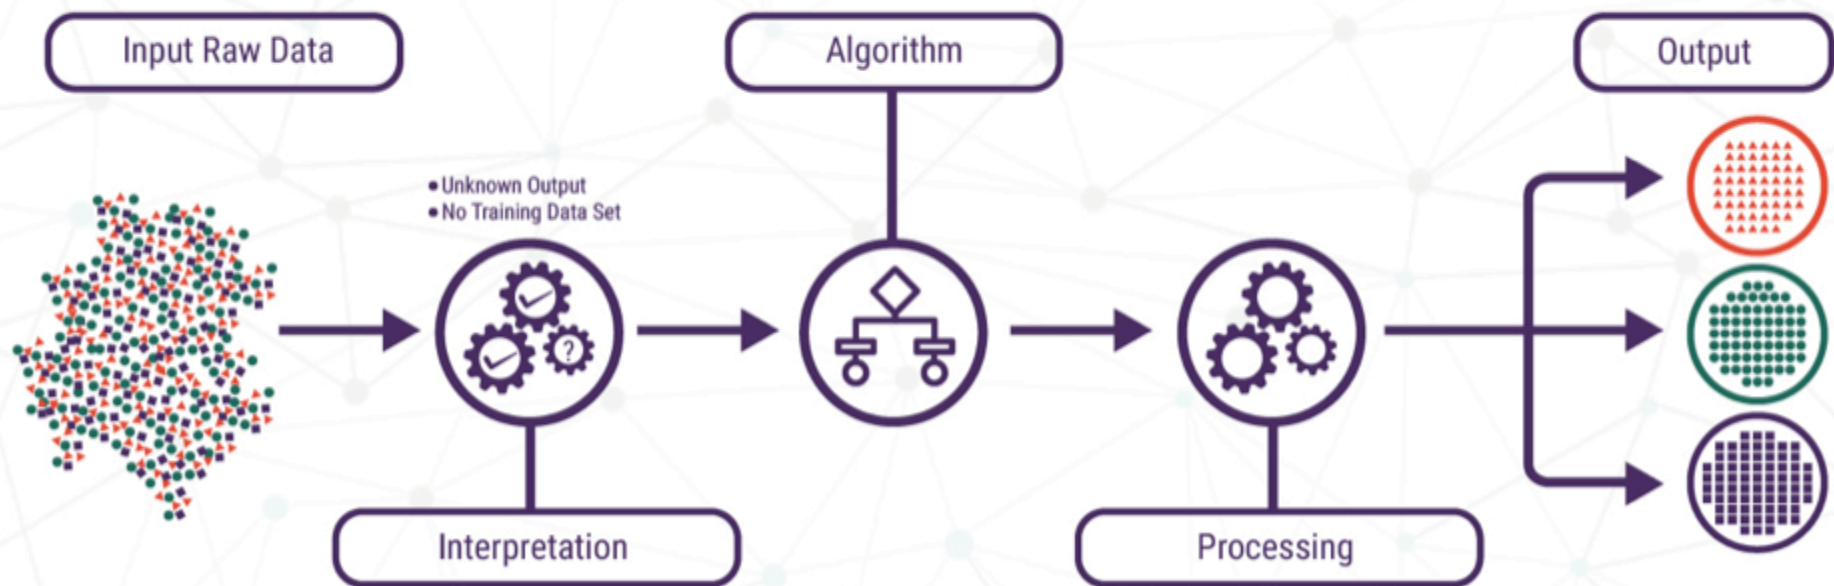 Input Raw Data
Algorithm
Output
• Unknown Output
• No Training Data Set
?
Interpretation
Processing